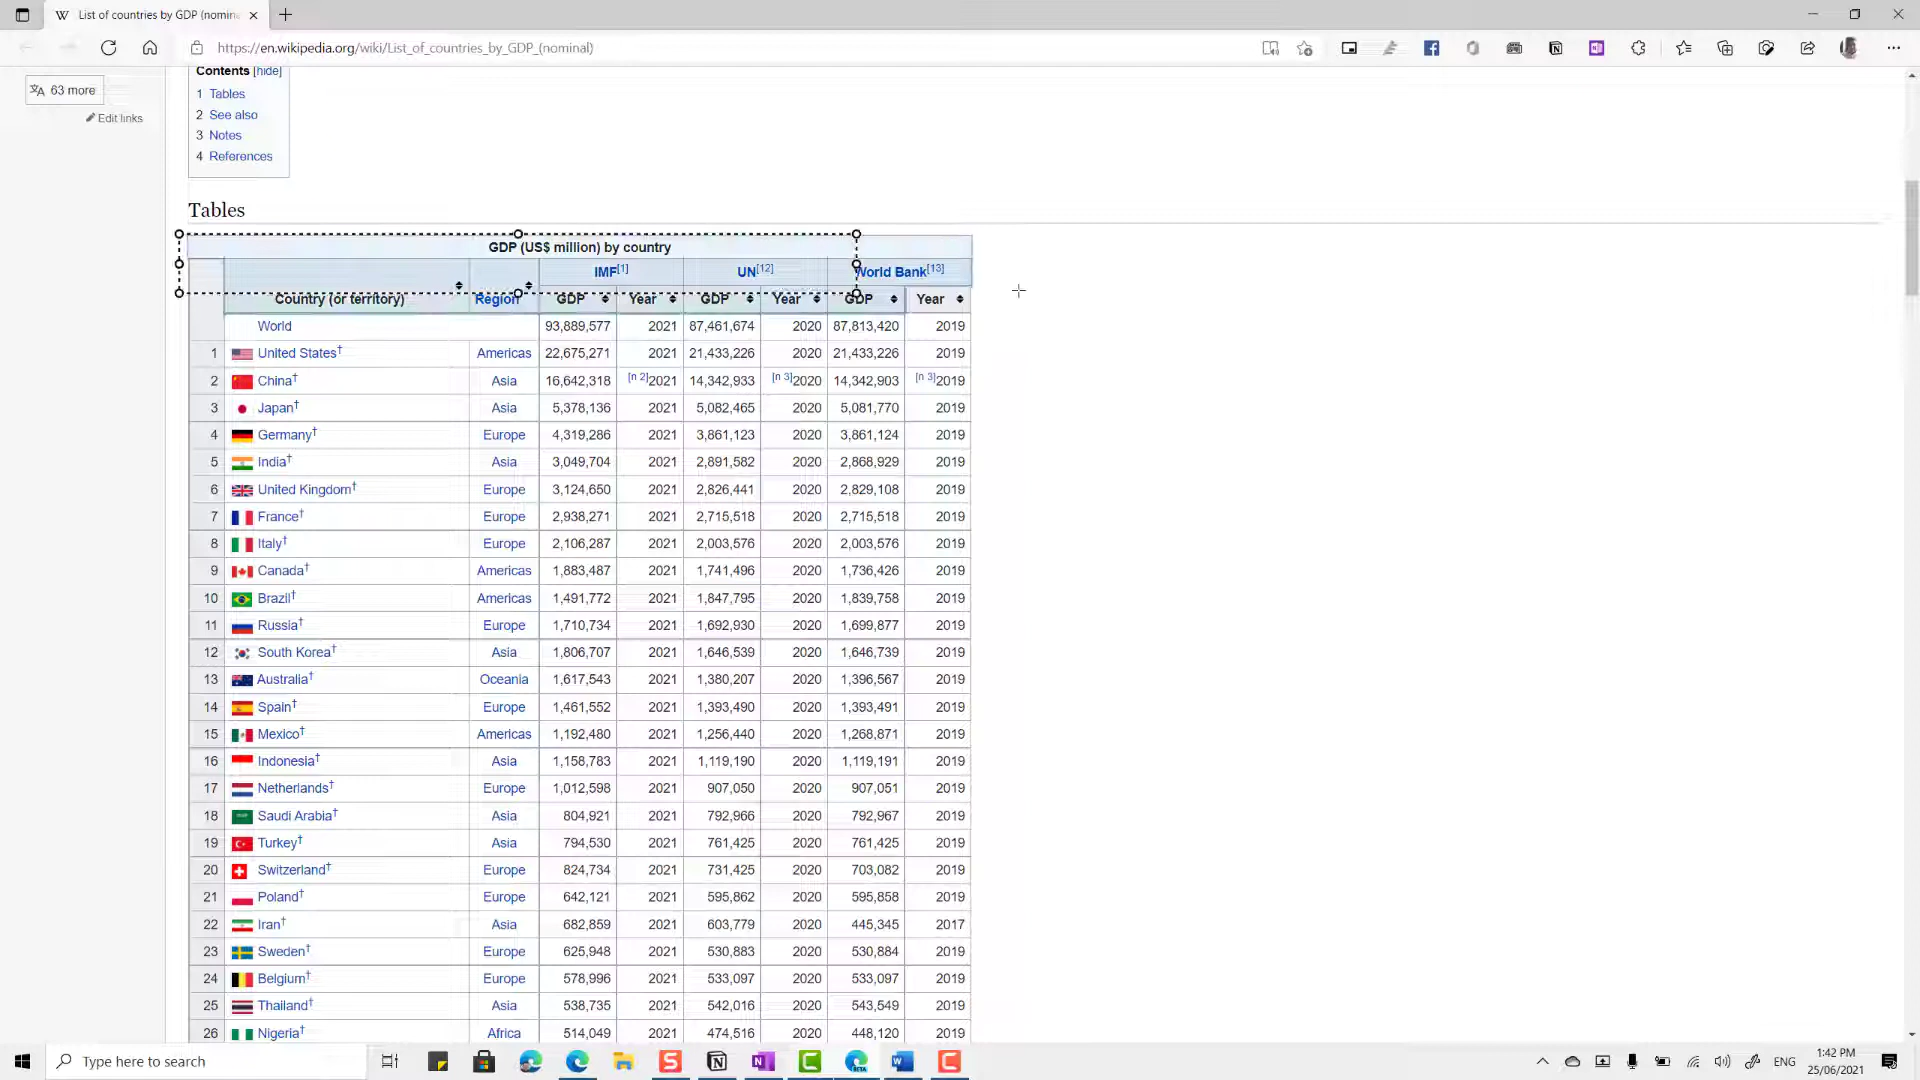 List of countries by GDP (nomin
https://en.wikipedia.org/wiki/List_of_countries_by_GDP_(nominal)
63 more
Edit links
Contents [hide]
1 Tables
2 See also
3 Notes
4 References
Tables
GDP (US$ million) by country
IMF[1] UN[12] World Bank[13]
Country (or territory) Region GDP Year GDP Year GDP Year
World 93,889,577 2021 87,461,674 2020 87,813,420 2019
1 United States† Americas 22,675,271 2021 21,433,226 2020 21,433,226 2019
2 China† Asia 16,642,318 [n 2]2021 14,342,933 [n 3]2020 14,342,903 [n 3]2019
3 Japan† Asia 5,378,136 2021 5,082,465 2020 5,081,770 2019
4 Germany† Europe 4,319,286 2021 3,861,123 2020 3,861,124 2019
5 India† Asia 3,049,704 2021 2,891,582 2020 2,868,929 2019
6 United Kingdom† Europe 3,124,650 2021 2,826,441 2020 2,829,108 2019
7 France† Europe 2,938,271 2021 2,715,518 2020 2,715,518 2019
8 Italy† Europe 2,106,287 2021 2,003,576 2020 2,003,576 2019
9 Canada† Americas 1,883,487 2021 1,741,496 2020 1,736,426 2019
10 Brazil† Americas 1,491,772 2021 1,847,795 2020 1,839,758 2019
11 Russia† Europe 1,710,734 2021 1,692,930 2020 1,699,877 2019
12 South Korea† Asia 1,806,707 2021 1,646,539 2020 1,646,739 2019
13 Australia† Oceania 1,617,543 2021 1,380,207 2020 1,396,567 2019
14 Spain† Europe 1,461,552 2021 1,393,490 2020 1,393,491 2019
15 Mexico† Americas 1,192,480 2021 1,256,440 2020 1,268,871 2019
16 Indonesia† Asia 1,158,783 2021 1,119,190 2020 1,119,191 2019
17 Netherlands† Europe 1,012,598 2021 907,050 2020 907,051 2019
18 Saudi Arabia† Asia 804,921 2021 792,966 2020 792,967 2019
19 Turkey† Asia 794,530 2021 761,425 2020 761,425 2019
20 Switzerland† Europe 824,734 2021 731,425 2020 703,082 2019
21 Poland† Europe 642,121 2021 595,862 2020 595,858 2019
22 Iran† Asia 682,859 2021 603,779 2020 445,345 2017
23 Sweden† Europe 625,948 2021 530,883 2020 530,884 2019
24 Belgium† Europe 578,996 2021 533,097 2020 533,097 2019
25 Thailand† Asia 538,735 2021 542,016 2020 543,549 2019
26 Nigeria† Africa 514,049 2021 474,516 2020 448,120 2019
Type here to search
ENG
1:42 PM
25/06/2021